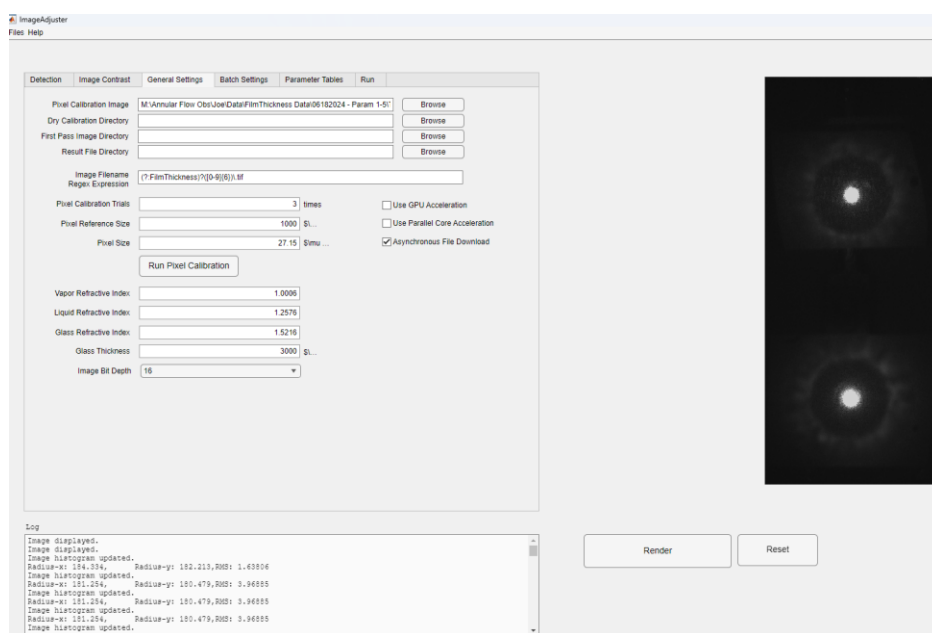 ImageAdjuster
Files Help
Detection Image Contrast General Settings Batch Settings Parameter Tables Run
Pixel Calibration Image M:\Annular Flow Obs\Joe\Data\FilmThickness Data\06182024 - Param 1-5\T Browse
Dry Calibration Directory Browse
First Pass Image Directory Browse
Result File Directory Browse
Image Filename
Regex Expression (?:FilmThickness)?([0-9]{6})\.tif
Pixel Calibration Trials 3 times Use GPU Acceleration
Pixel Reference Size 1000 $\... Use Parallel Core Acceleration
Pixel Size 27.15 $\mu ... Asynchronous File Download
Run Pixel Calibration
Vapor Refractive Index 1.0006
Liquid Refractive Index 1.2576
Glass Refractive Index 1.5216
Glass Thickness 3000 $\...
Image Bit Depth 16
Log
Image displayed.
Image displayed.
Image histogram updated.
Radius-x: 184.334, Radius-y: 182.213,RMS: 1.63806
Image histogram updated.
Radius-x: 181.254, Radius-y: 180.479,RMS: 3.96885
Image histogram updated.
Radius-x: 181.254, Radius-y: 180.479,RMS: 3.96885
Image histogram updated.
Radius-x: 181.254, Radius-y: 180.479,RMS: 3.96885
Image histogram updated.
Render Reset